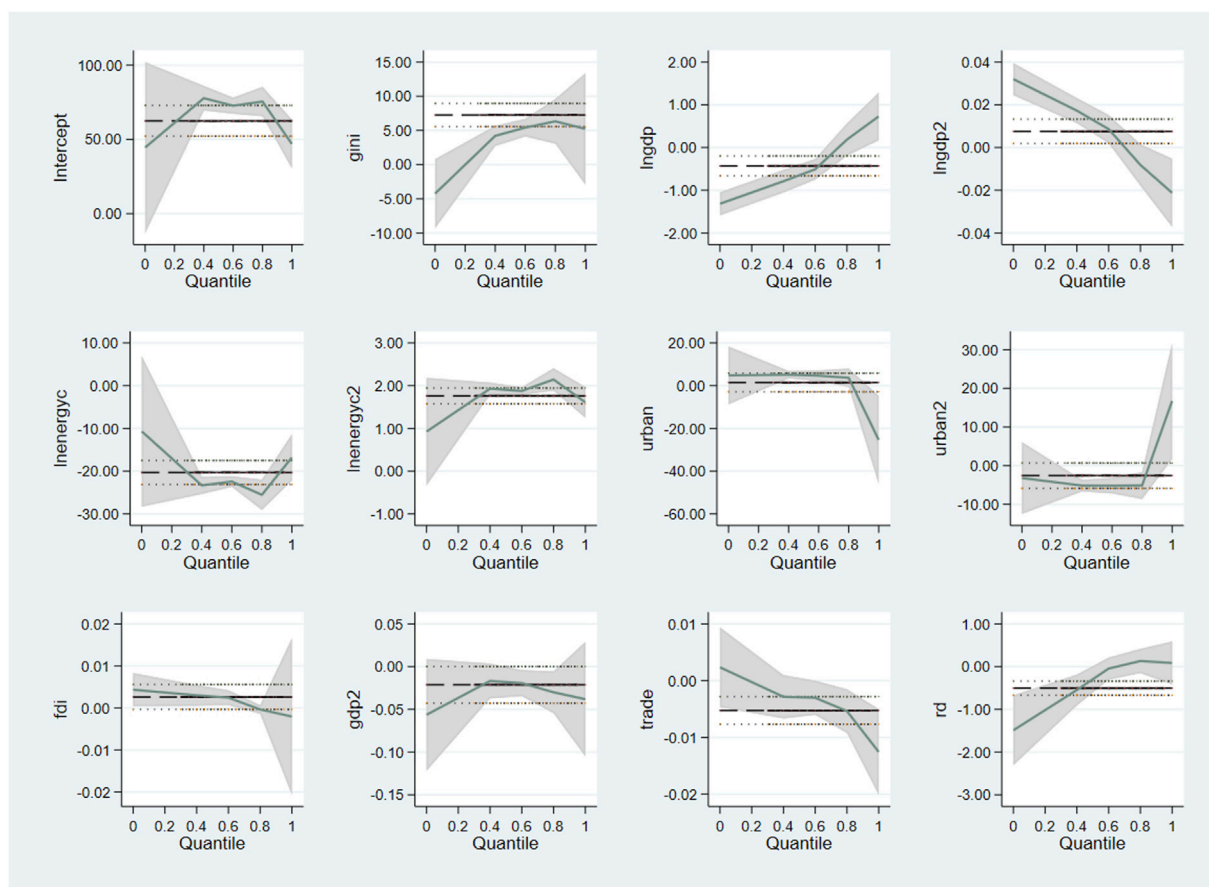 Intercept
100.00
50.00
0.00
0 0.2 0.4 0.6 0.8 1
Quantile
gini
15.00
10.00
5.00
0.00
-5.00
-10.00
0 0.2 0.4 0.6 0.8 1
Quantile
lngdp
2.00
1.00
0.00
-1.00
-2.00
0 0.2 0.4 0.6 0.8 1
Quantile
lngdp2
0.04
0.02
0.00
-0.02
-0.04
0 0.2 0.4 0.6 0.8 1
Quantile
lnenergyc
10.00
0.00
-10.00
-20.00
-30.00
0 0.2 0.4 0.6 0.8 1
Quantile
lnenergyc2
3.00
2.00
1.00
0.00
-1.00
0 0.2 0.4 0.6 0.8 1
Quantile
urban
20.00
0.00
-20.00
-40.00
-60.00
0 0.2 0.4 0.6 0.8 1
Quantile
urban2
30.00
20.00
10.00
0.00
-10.00
0 0.2 0.4 0.6 0.8 1
Quantile
fdi
0.02
0.01
0.00
-0.01
-0.02
0 0.2 0.4 0.6 0.8 1
Quantile
gdp2
0.05
0.00
-0.05
-0.10
-0.15
0 0.2 0.4 0.6 0.8 1
Quantile
trade
0.01
0.00
-0.01
-0.02
0 0.2 0.4 0.6 0.8 1
Quantile
rd
1.00
0.00
-1.00
-2.00
-3.00
0 0.2 0.4 0.6 0.8 1
Quantile